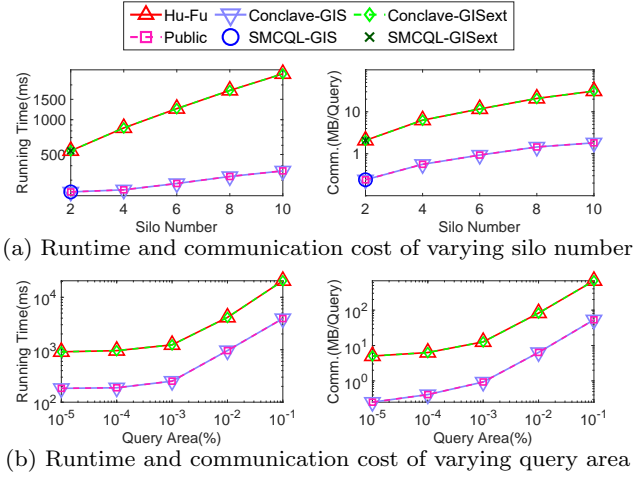 Hu-Fu Conclave-GIS Conclave-GISext
Public SMCQL-GIS SMCQL-GISext
Running Time(ms)
1500
1000
500
2 4 6 8 10
Silo Number
Comm.(MB/Query)
10
1
2 4 6 8 10
Silo Number
(a) Runtime and communication cost of varying silo number
Running Time(ms)
10^4
10^3
10^2
10^-5 10^-4 10^-3 10^-2 10^-1
Query Area(%)
Comm.(MB/Query)
10^2
10^1
10^0
10^-5 10^-4 10^-3 10^-2 10^-1
Query Area(%)
(b) Runtime and communication cost of varying query area